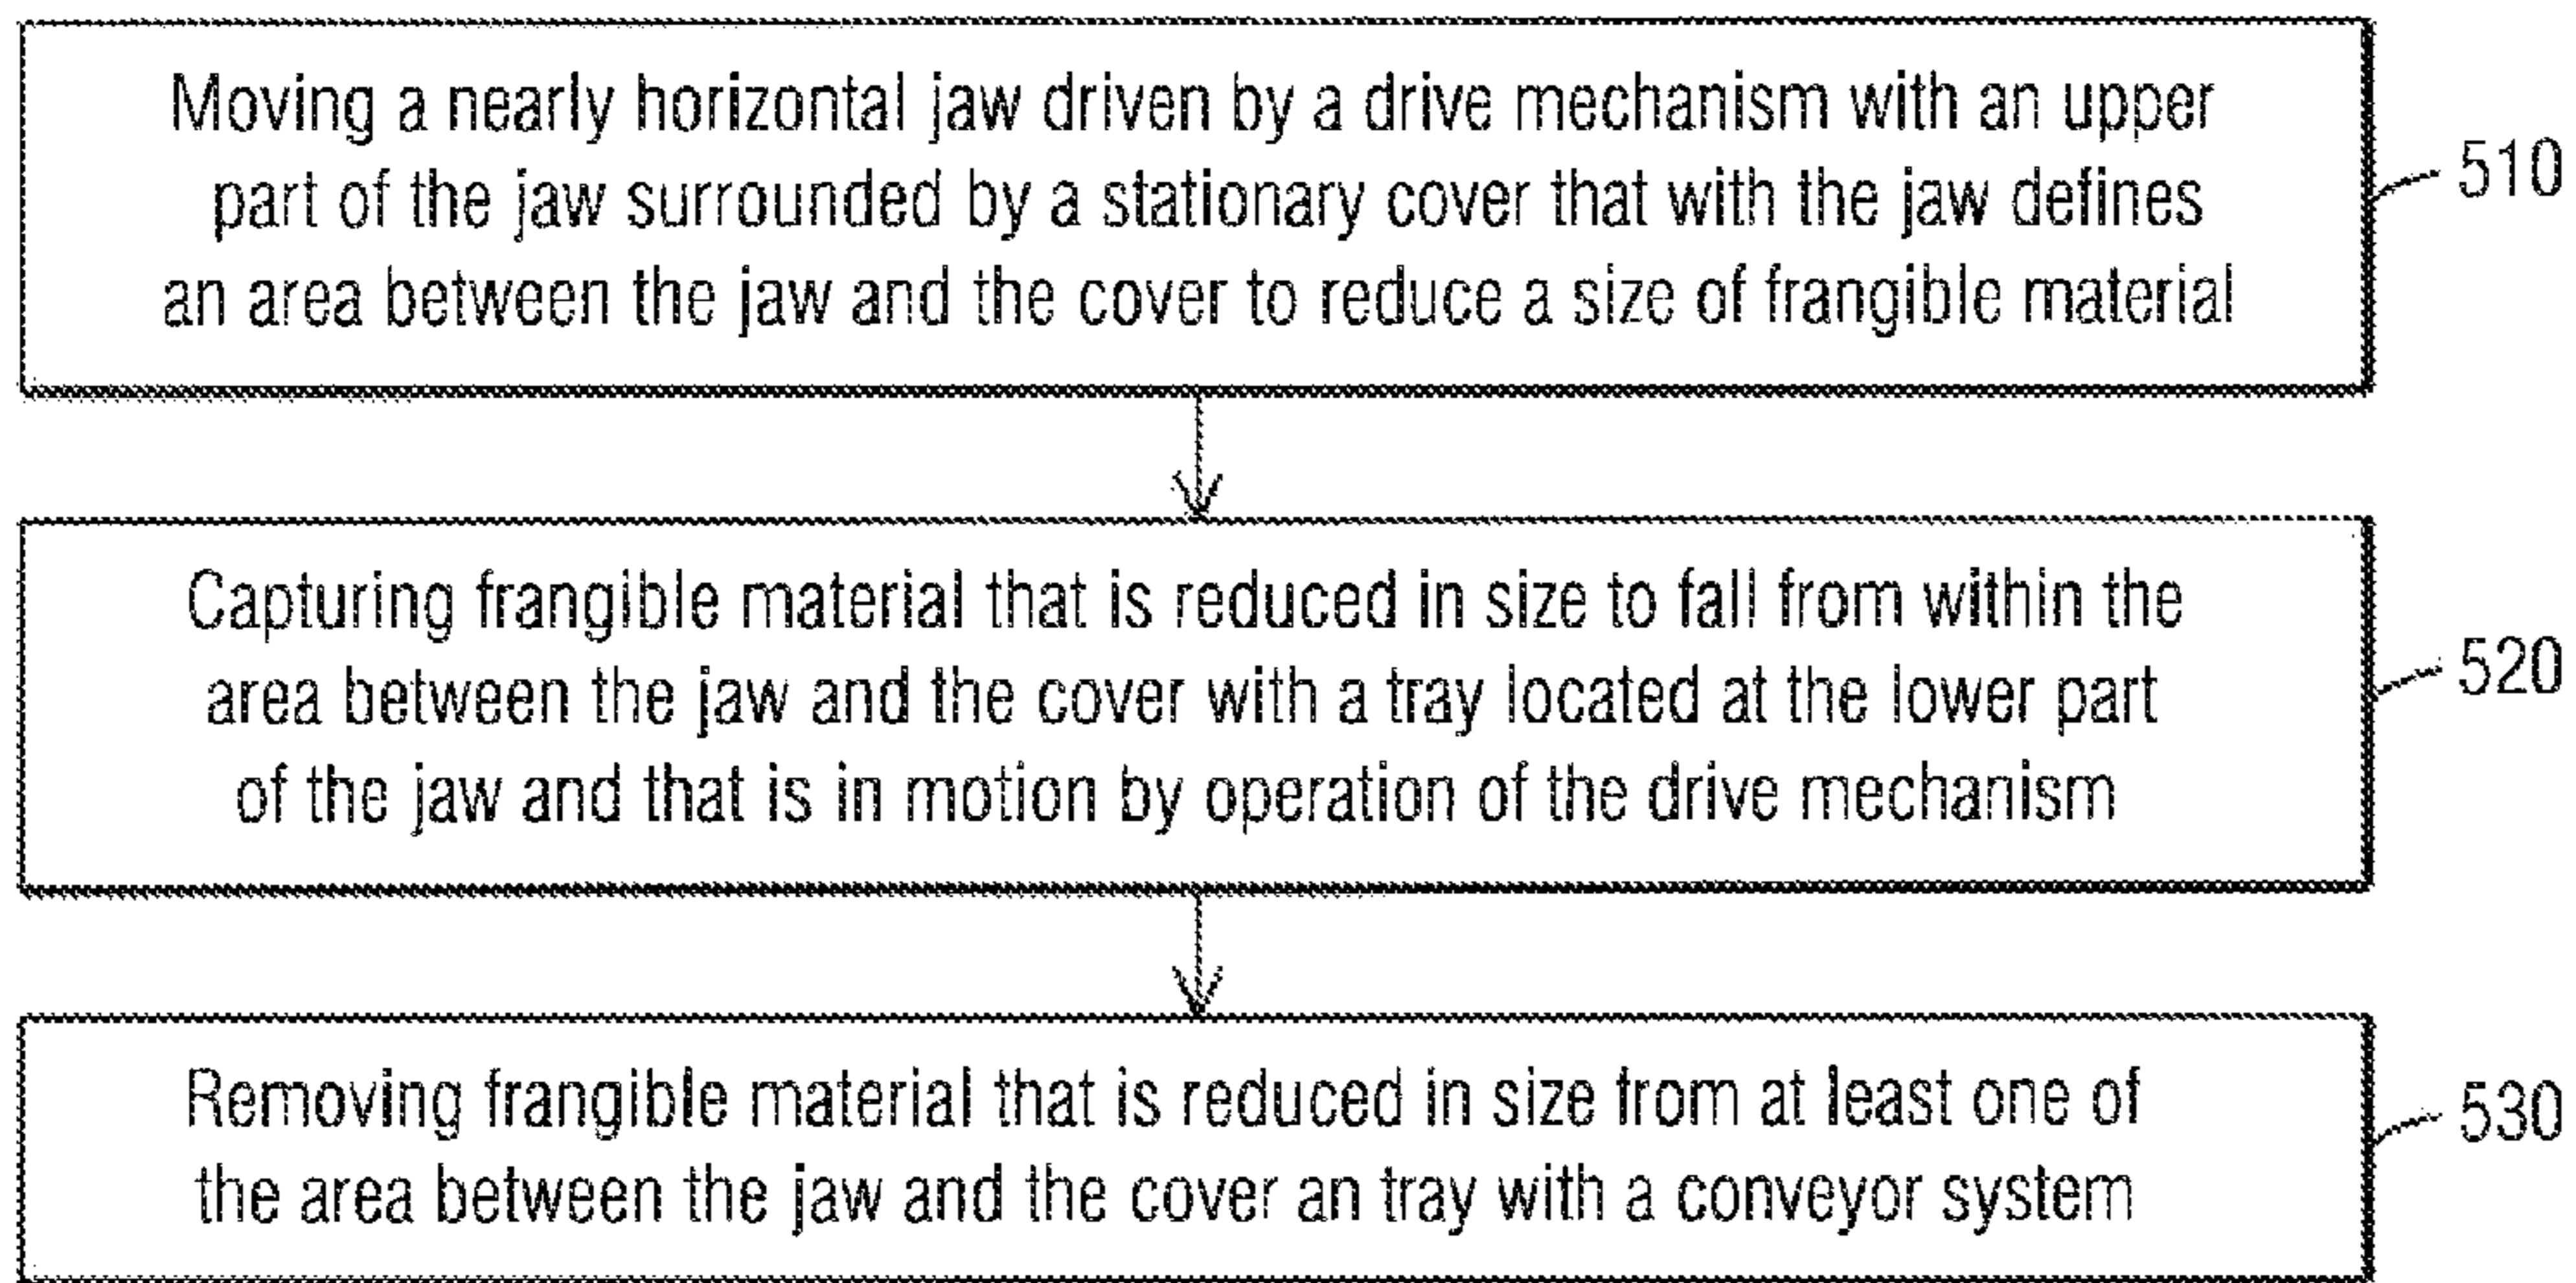 Moving a nearly horizontal jaw driven by a drive mechanism with an upper
part of the jaw surrounded by a stationary cover that with the jaw defines
an area between the jaw and the cover to reduce a size of frangible material
510
Capturing frangible material that is reduced in size to fall from within the
area between the jaw and the cover with a tray located at the lower part
of the jaw and that is in motion by operation of the drive mechanism
520
Removing frangible material that is reduced in size from at least one of
the area between the jaw and the cover an tray with a conveyor system
530